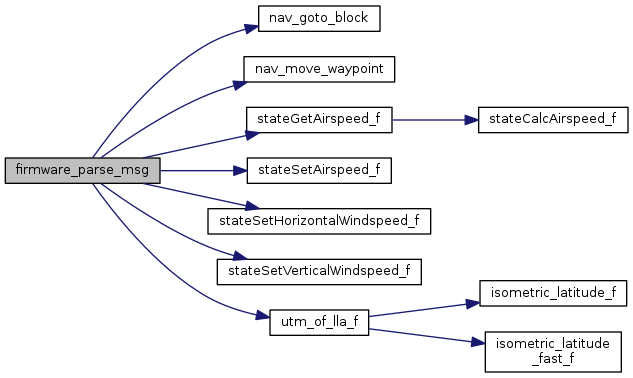 nav_goto_block
nav_move_waypoint
stateGetAirspeed_f
stateCalcAirspeed_f
firmware_parse_msg
stateSetAirspeed_f
stateSetHorizontalWindspeed_f
stateSetVerticalWindspeed_f
isometric_latitude_f
utm_of_lla_f
isometric_latitude
_fast_f